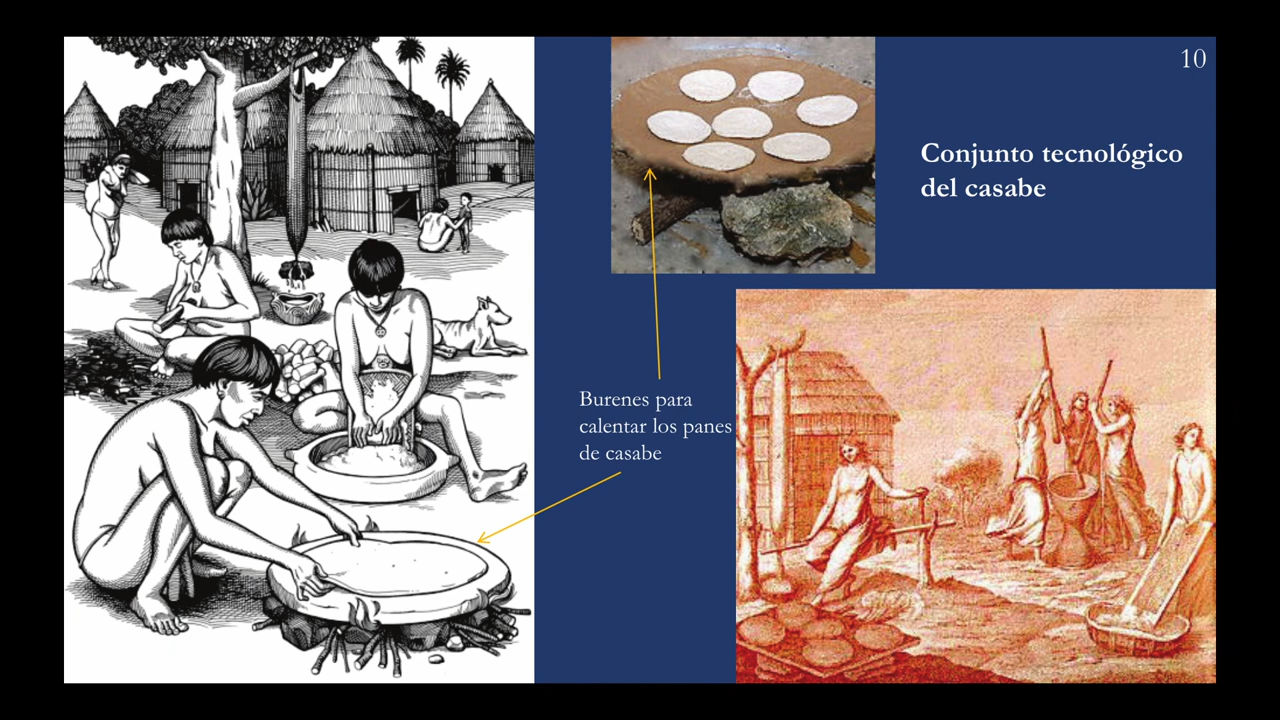 10
Conjunto tecnológico
del casabe
Burenes para
calentar los panes
de casabe